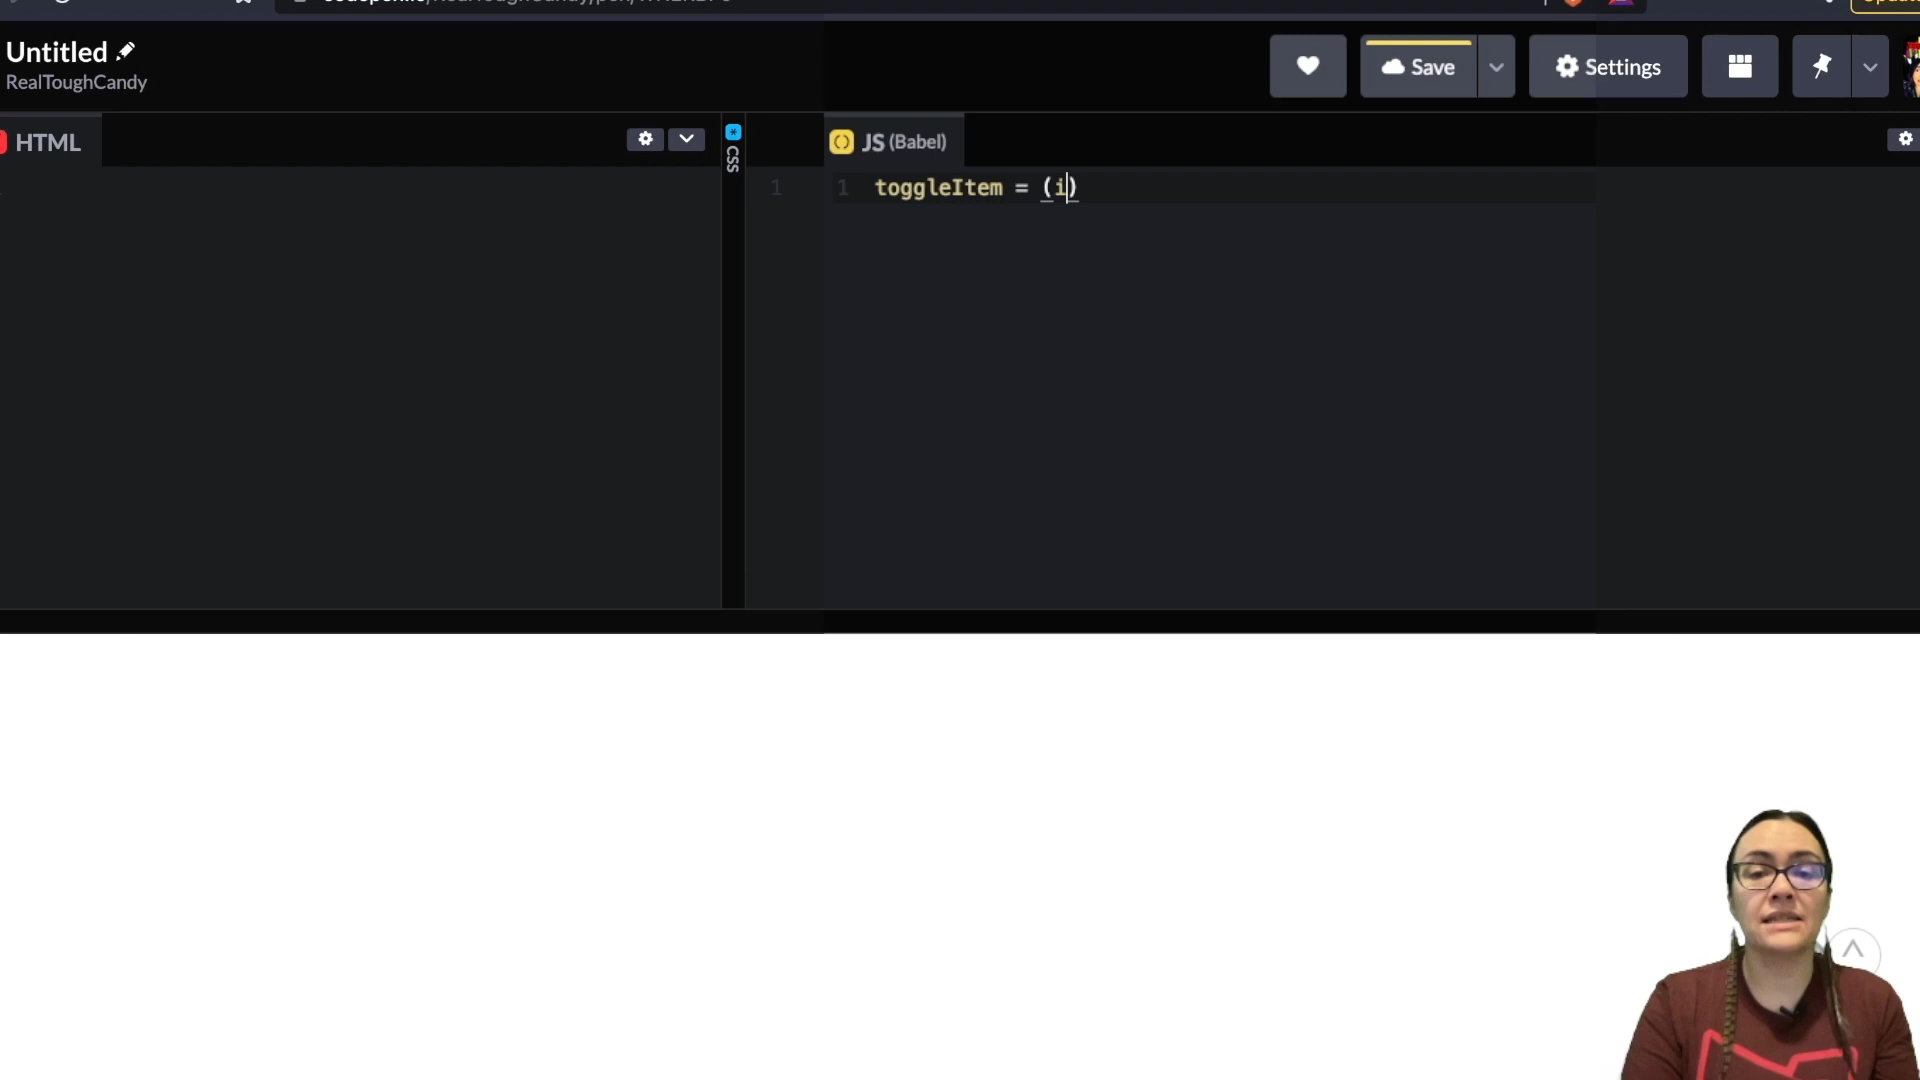 Untitled
RealToughCandy
Save
Settings
HTML
CSS
JS (Babel)
1
1 toggleItem = (i)